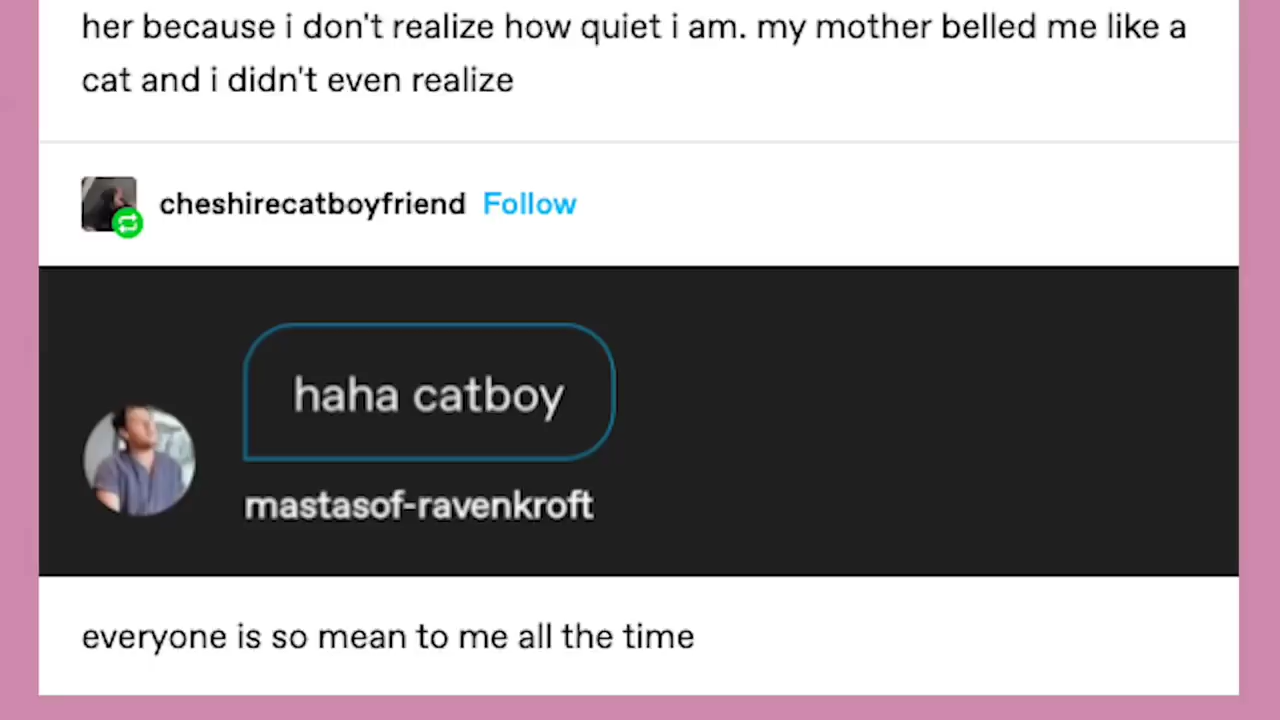 her because i don't realize how quiet i am. my mother belled me like a
cat and i didn't even realize
cheshirecatboyfriend Follow
haha catboy
mastasof-ravenkroft
everyone is so mean to me all the time